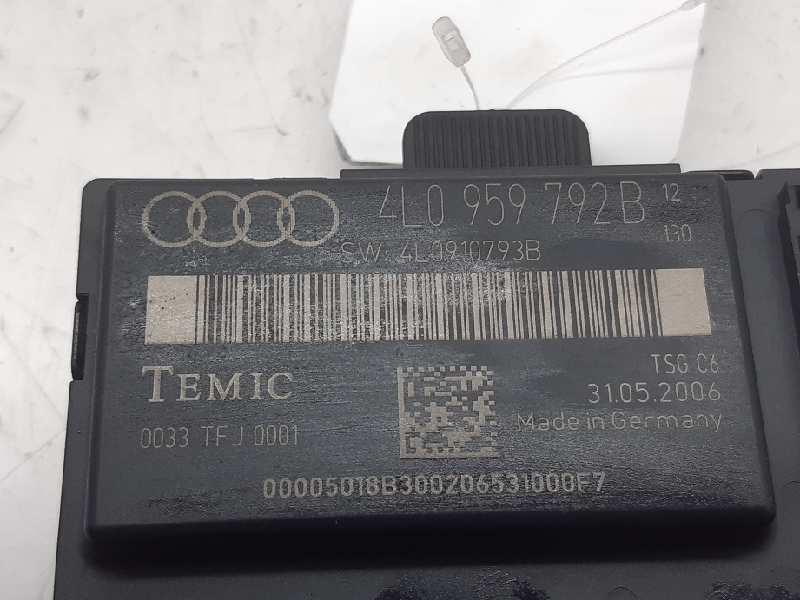 4L0 959 792 B 12
130
SW: 4L0910793B
TEMIC
TSG C6
31.05.2006
0033 TFJ 0001
Made in Germany
00005018B300206531000F7